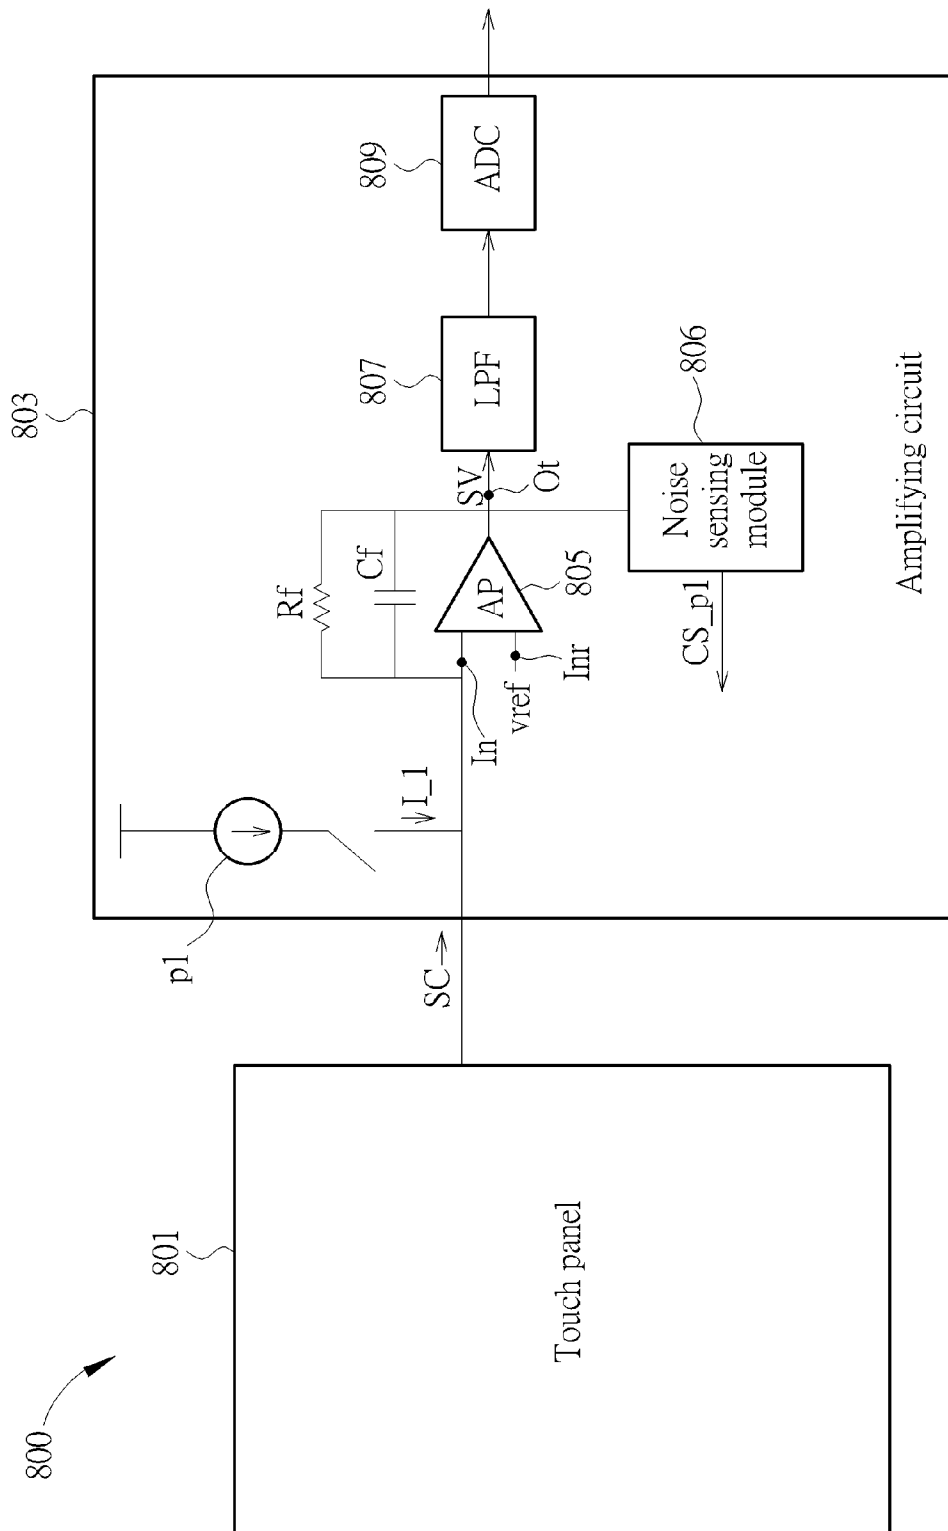 800
801
Touch panel
SC
803
p1
I_1
In
vref
Inr
Rf
Cf
AP
805
SV
Ot
807
LPF
809
ADC
806
Noise
sensing
module
CS_p1
Amplifying circuit